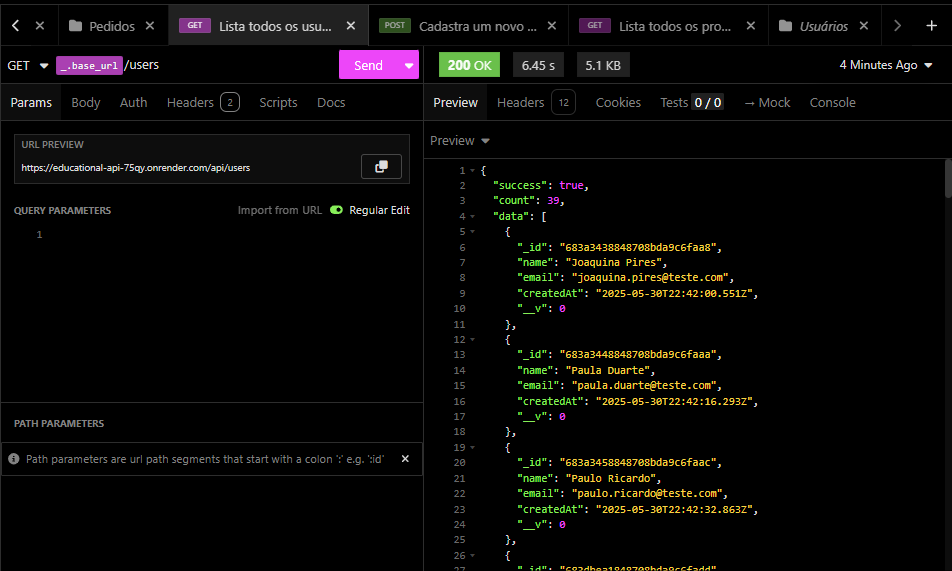 Pedidos
GET Lista todos os usu...
POST Cadastra um novo ...
GET Lista todos os pro...
Usuários
GET _.base_url /users
Send
200 OK
6.45 s
5.1 KB
4 Minutes Ago
Params Body Auth Headers 2 Scripts Docs
Preview Headers 12 Cookies Tests 0 / 0 → Mock Console
URL PREVIEW
https://educational-api-75qy.onrender.com/api/users
QUERY PARAMETERS Import from URL Regular Edit
1
PATH PARAMETERS
Path parameters are url path segments that start with a colon ':' e.g. ':id'
Preview
1 {
2 "success": true,
3 "count": 39,
4 "data": [
5 {
6 "_id": "683a3438848708bda9c6faa8",
7 "name": "Joaquina Pires",
8 "email": "joaquina.pires@teste.com",
9 "createdAt": "2025-05-30T22:42:00.551Z",
10 "__v": 0
11 },
12 {
13 "_id": "683a3448848708bda9c6faaa",
14 "name": "Paula Duarte",
15 "email": "paula.duarte@teste.com",
16 "createdAt": "2025-05-30T22:42:16.293Z",
17 "__v": 0
18 },
19 {
20 "_id": "683a3458848708bda9c6faac",
21 "name": "Paulo Ricardo",
22 "email": "paulo.ricardo@teste.com",
23 "createdAt": "2025-05-30T22:42:32.863Z",
24 "__v": 0
25 },
26 {
27 "_id":